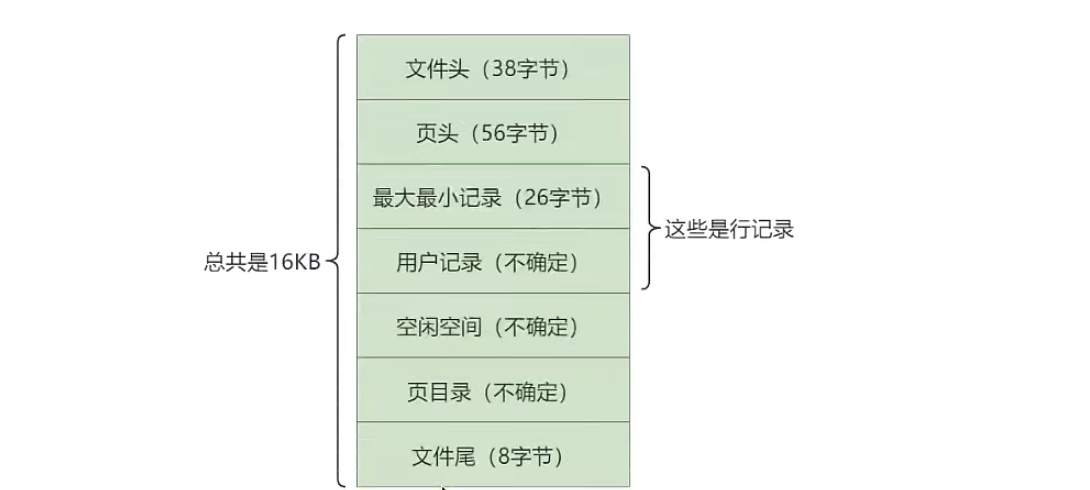 文件头（38字节）
页头（56字节）
最大最小记录（26字节）
用户记录（不确定）
空闲空间（不确定）
页目录（不确定）
文件尾（8字节）
总共是16KB
这些是行记录